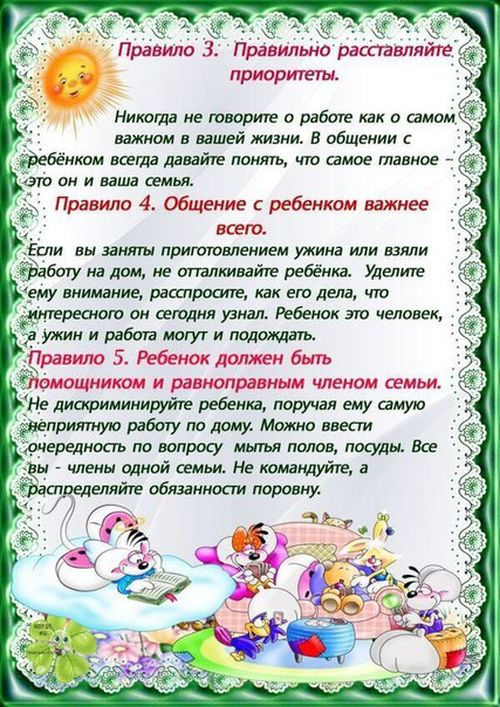 Правило 3. Правильно расставляйте
приоритеты.
Никогда не говорите о работе как о самом
важном в вашей жизни. В общении с
ребёнком всегда давайте понять, что самое главное -
это он и ваша семья.
Правило 4. Общение с ребенком важнее
всего.
Если вы заняты приготовлением ужина или взяли
работу на дом, не отталкивайте ребёнка. Уделите
ему внимание, расспросите, как его дела, что
интересного он сегодня узнал. Ребенок это человек,
а ужин и работа могут и подождать.
Правило 5. Ребенок должен быть
помощником и равноправным членом семьи.
Не дискриминируйте ребенка, поручая ему самую
неприятную работу по дому. Можно ввести
очередность по вопросу мытья полов, посуды. Все
вы - члены одной семьи. Не командуйте, а
распределяйте обязанности поровну.